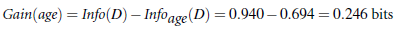 Gain(age) = Info(D) − Info_age(D) = 0.940 − 0.694 = 0.246 bits